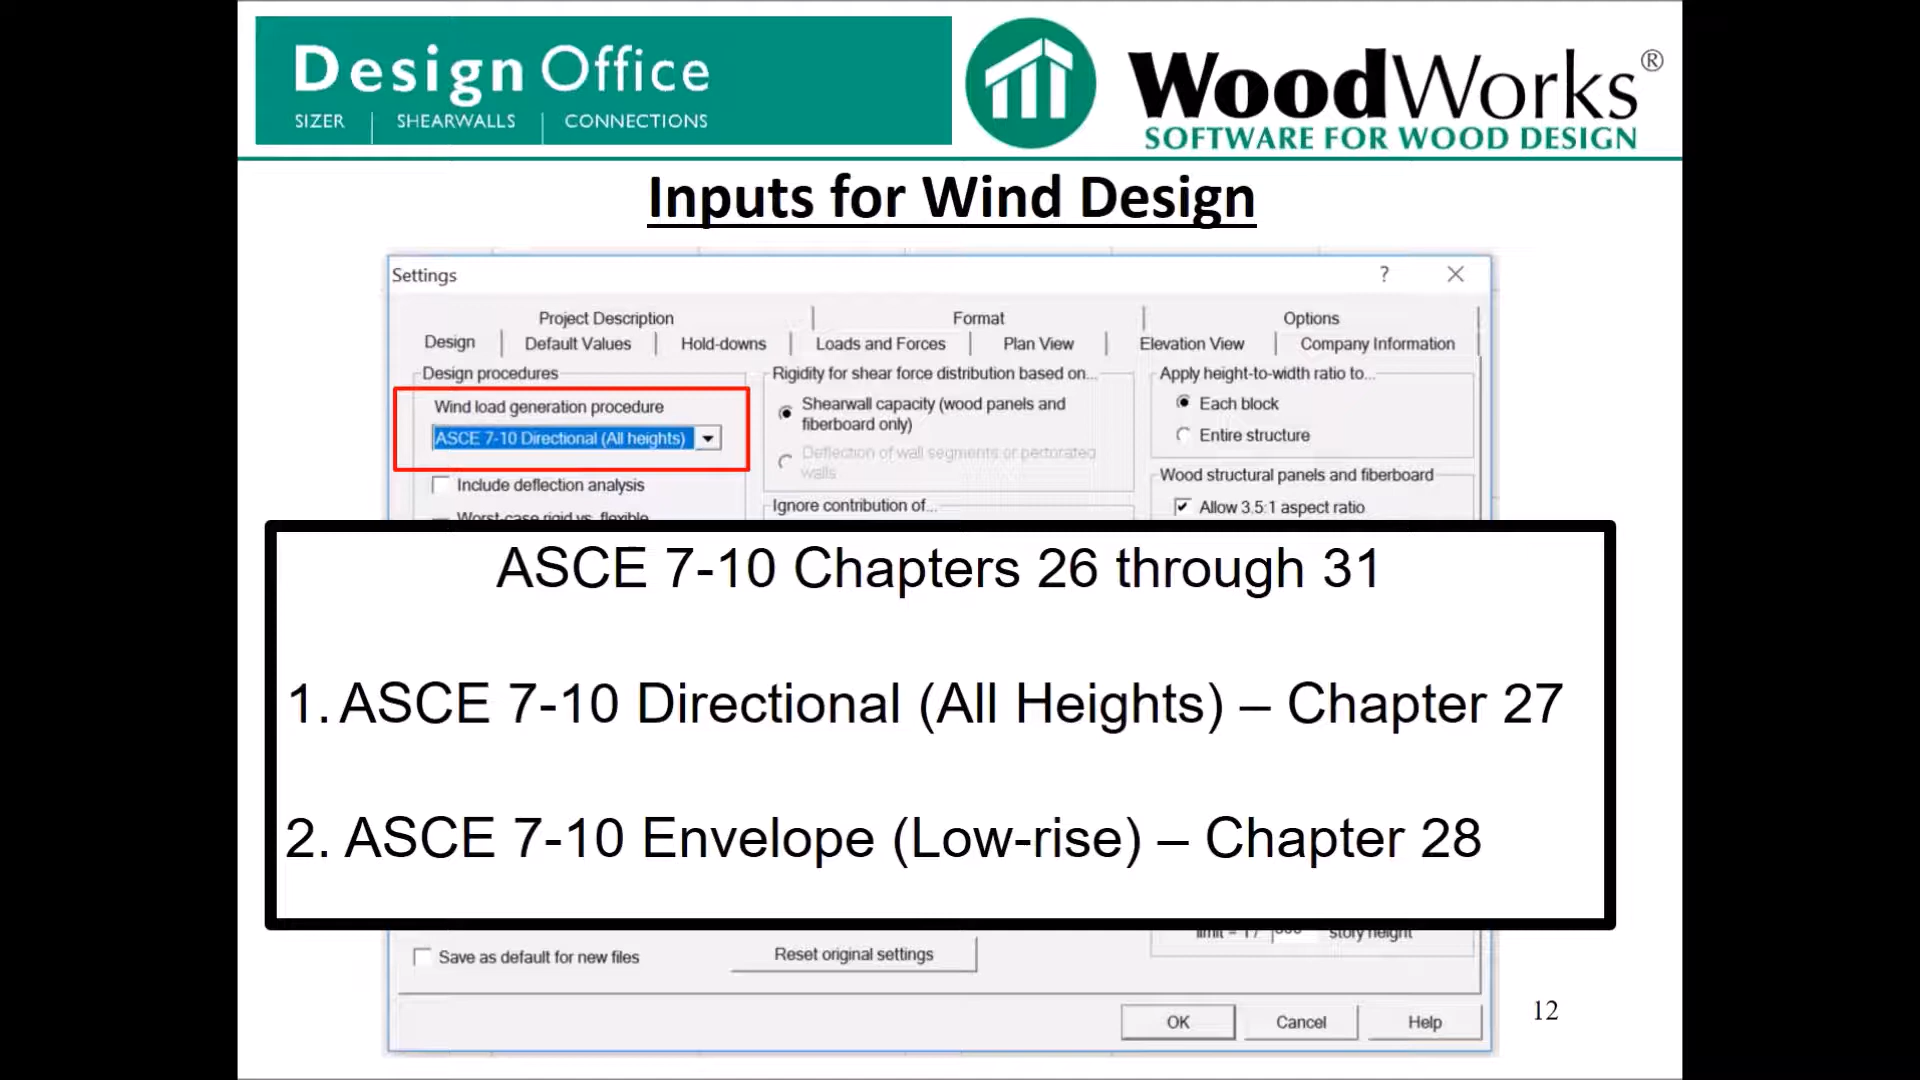 Design Office
SIZER SHEARWALLS CONNECTIONS
WoodWorks®
SOFTWARE FOR WOOD DESIGN
Inputs for Wind Design
Settings ?
Project Description Format Options
Design Default Values Hold-downs Loads and Forces Plan View Elevation View Company Information
Design procedures
Wind load generation procedure
ASCE 7-10 Directional (All heights)
Include deflection analysis
Worst-case rigid vs. flexible
Rigidity for shear force distribution based on...
Shearwall capacity (wood panels and
fiberboard only)
Deflection of wall segments or perforated
walls
Ignore contribution of...
Apply height-to-width ratio to...
Each block
Entire structure
Wood structural panels and fiberboard
Allow 3.5:1 aspect ratio
ASCE 7-10 Chapters 26 through 31
1. ASCE 7-10 Directional (All Heights) – Chapter 27
2. ASCE 7-10 Envelope (Low-rise) – Chapter 28
limit = 1 / story height
Save as default for new files
Reset original settings
OK Cancel Help
12